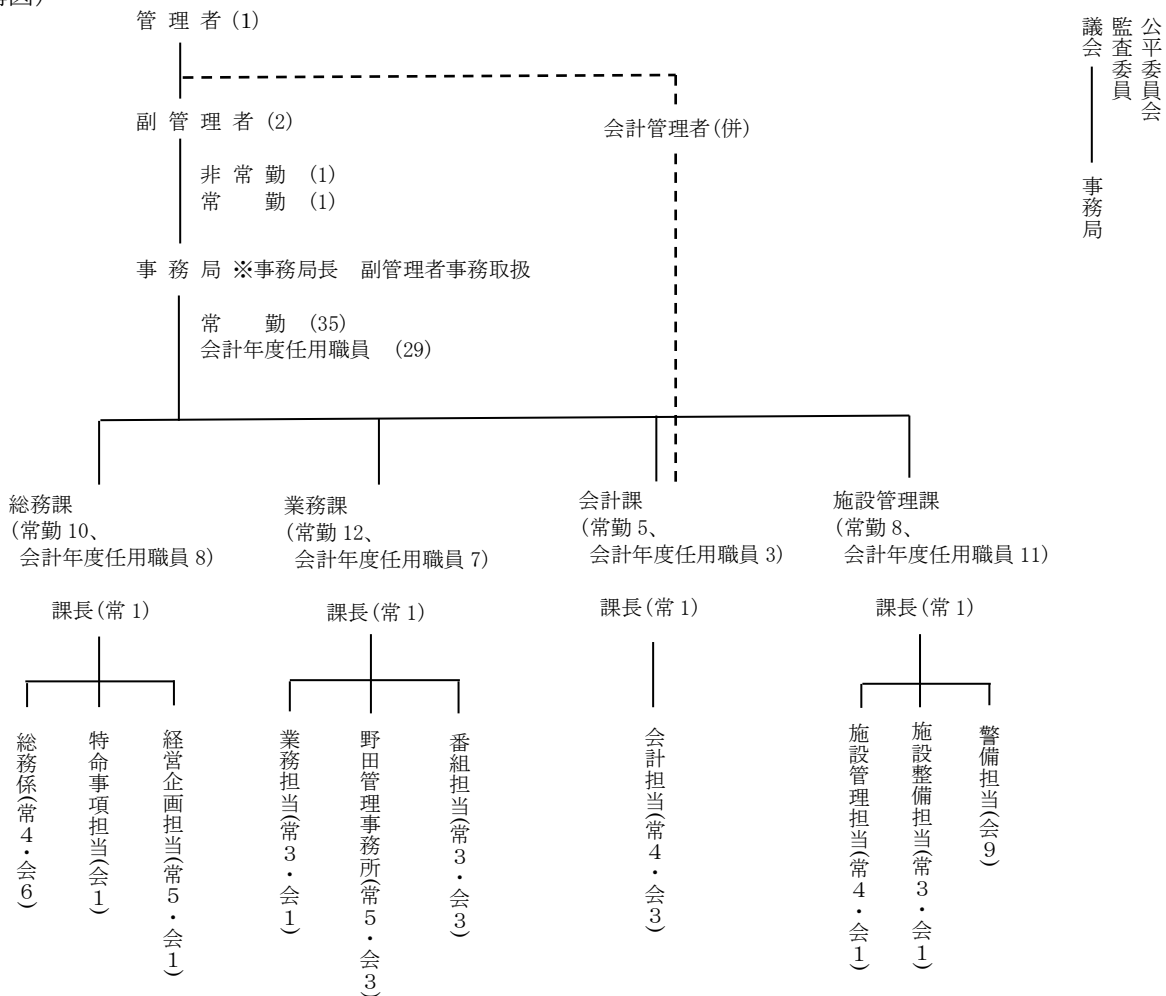 管 理 者 (1)
副 管 理 者 (2)
非 常 勤 (1)
常 勤 (1)
会計管理者(併)
事 務 局 ※事務局長 副管理者事務取扱
常 勤 (35)
会計年度任用職員 (29)
公平委員会
監査委員
議会
事務局
総務課
(常勤 10、
会計年度任用職員 8)
課長(常 1)
総務係(常4・会6)
特命事項担当(会1)
経営企画担当(常5・会1)
業務課
(常勤 12、
会計年度任用職員 7)
課長(常 1)
業務担当(常3・会1)
野田管理事務所(常5・会3)
番組担当(常3・会3)
会計課
(常勤 5、
会計年度任用職員 3)
課長(常 1)
会計担当(常4・会3)
施設管理課
(常勤 8、
会計年度任用職員 11)
課長(常 1)
施設管理担当(常4・会1)
施設整備担当(常3・会1)
警備担当(会9)